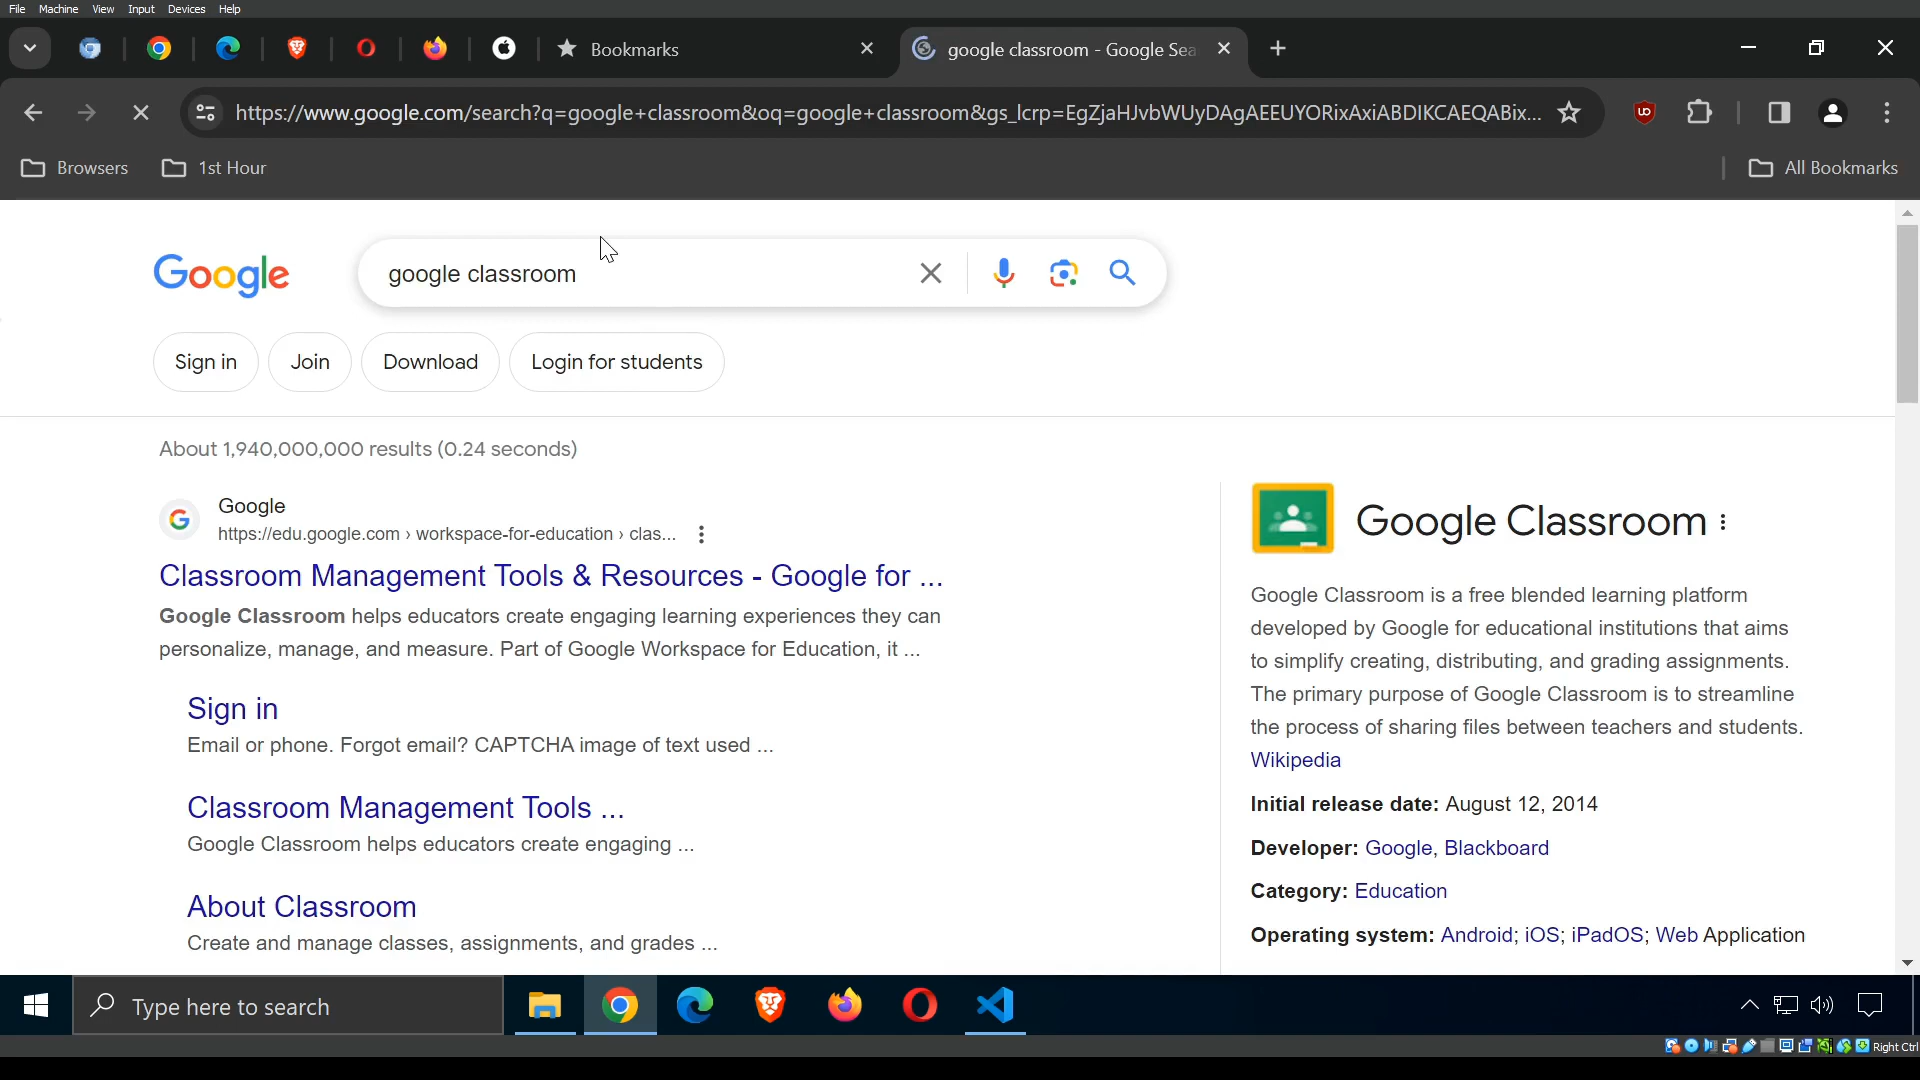 File Machine View Input Devices Help
Bookmarks
google classroom - Google Sea
https://www.google.com/search?q=google+classroom&oq=google+classroom&gs_lcrp=EgZjaHJvbWUyDAgAEEUYORixAxiABDIKCAEQABix...
Browsers
1st Hour
All Bookmarks
Google
google classroom
Sign in
Join
Download
Login for students
About 1,940,000,000 results (0.24 seconds)
Google
https://edu.google.com › workspace-for-education › clas...
Classroom Management Tools & Resources - Google for ...
Google Classroom helps educators create engaging learning experiences they can
personalize, manage, and measure. Part of Google Workspace for Education, it ...
Sign in
Email or phone. Forgot email? CAPTCHA image of text used ...
Classroom Management Tools ...
Google Classroom helps educators create engaging ...
About Classroom
Create and manage classes, assignments, and grades ...
Google Classroom
Google Classroom is a free blended learning platform
developed by Google for educational institutions that aims
to simplify creating, distributing, and grading assignments.
The primary purpose of Google Classroom is to streamline
the process of sharing files between teachers and students.
Wikipedia
Initial release date: August 12, 2014
Developer: Google, Blackboard
Category: Education
Operating system: Android; iOS; iPadOS; Web Application
Type here to search
Right Ctrl